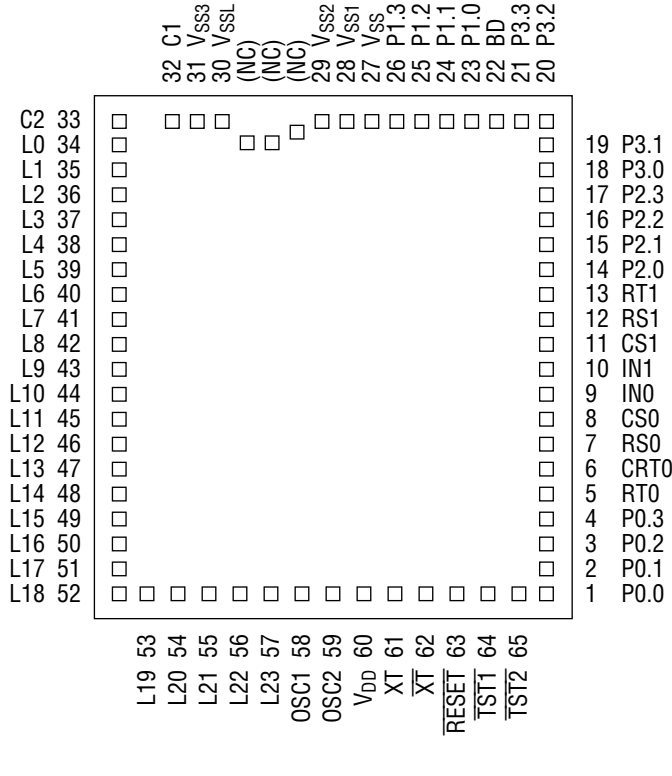 32 C1
31 VSS3
30 VSSL
(NC)
(NC)
(NC)
29 VSS2
28 VSS1
27 VSS
26 P1.3
25 P1.2
24 P1.1
23 P1.0
22 BD
21 P3.3
20 P3.2
C2 33
L0 34
L1 35
L2 36
L3 37
L4 38
L5 39
L6 40
L7 41
L8 42
L9 43
L10 44
L11 45
L12 46
L13 47
L14 48
L15 49
L16 50
L17 51
L18 52
19 P3.1
18 P3.0
17 P2.3
16 P2.2
15 P2.1
14 P2.0
13 RT1
12 RS1
11 CS1
10 IN1
9 IN0
8 CS0
7 RS0
6 CRT0
5 RT0
4 P0.3
3 P0.2
2 P0.1
1 P0.0
L19 53
L20 54
L21 55
L22 56
L23 57
OSC1 58
OSC2 59
VDD 60
XT 61
X̅T̅ 62
R̅E̅S̅E̅T̅ 63
T̅S̅T̅1̅ 64
T̅S̅T̅2̅ 65